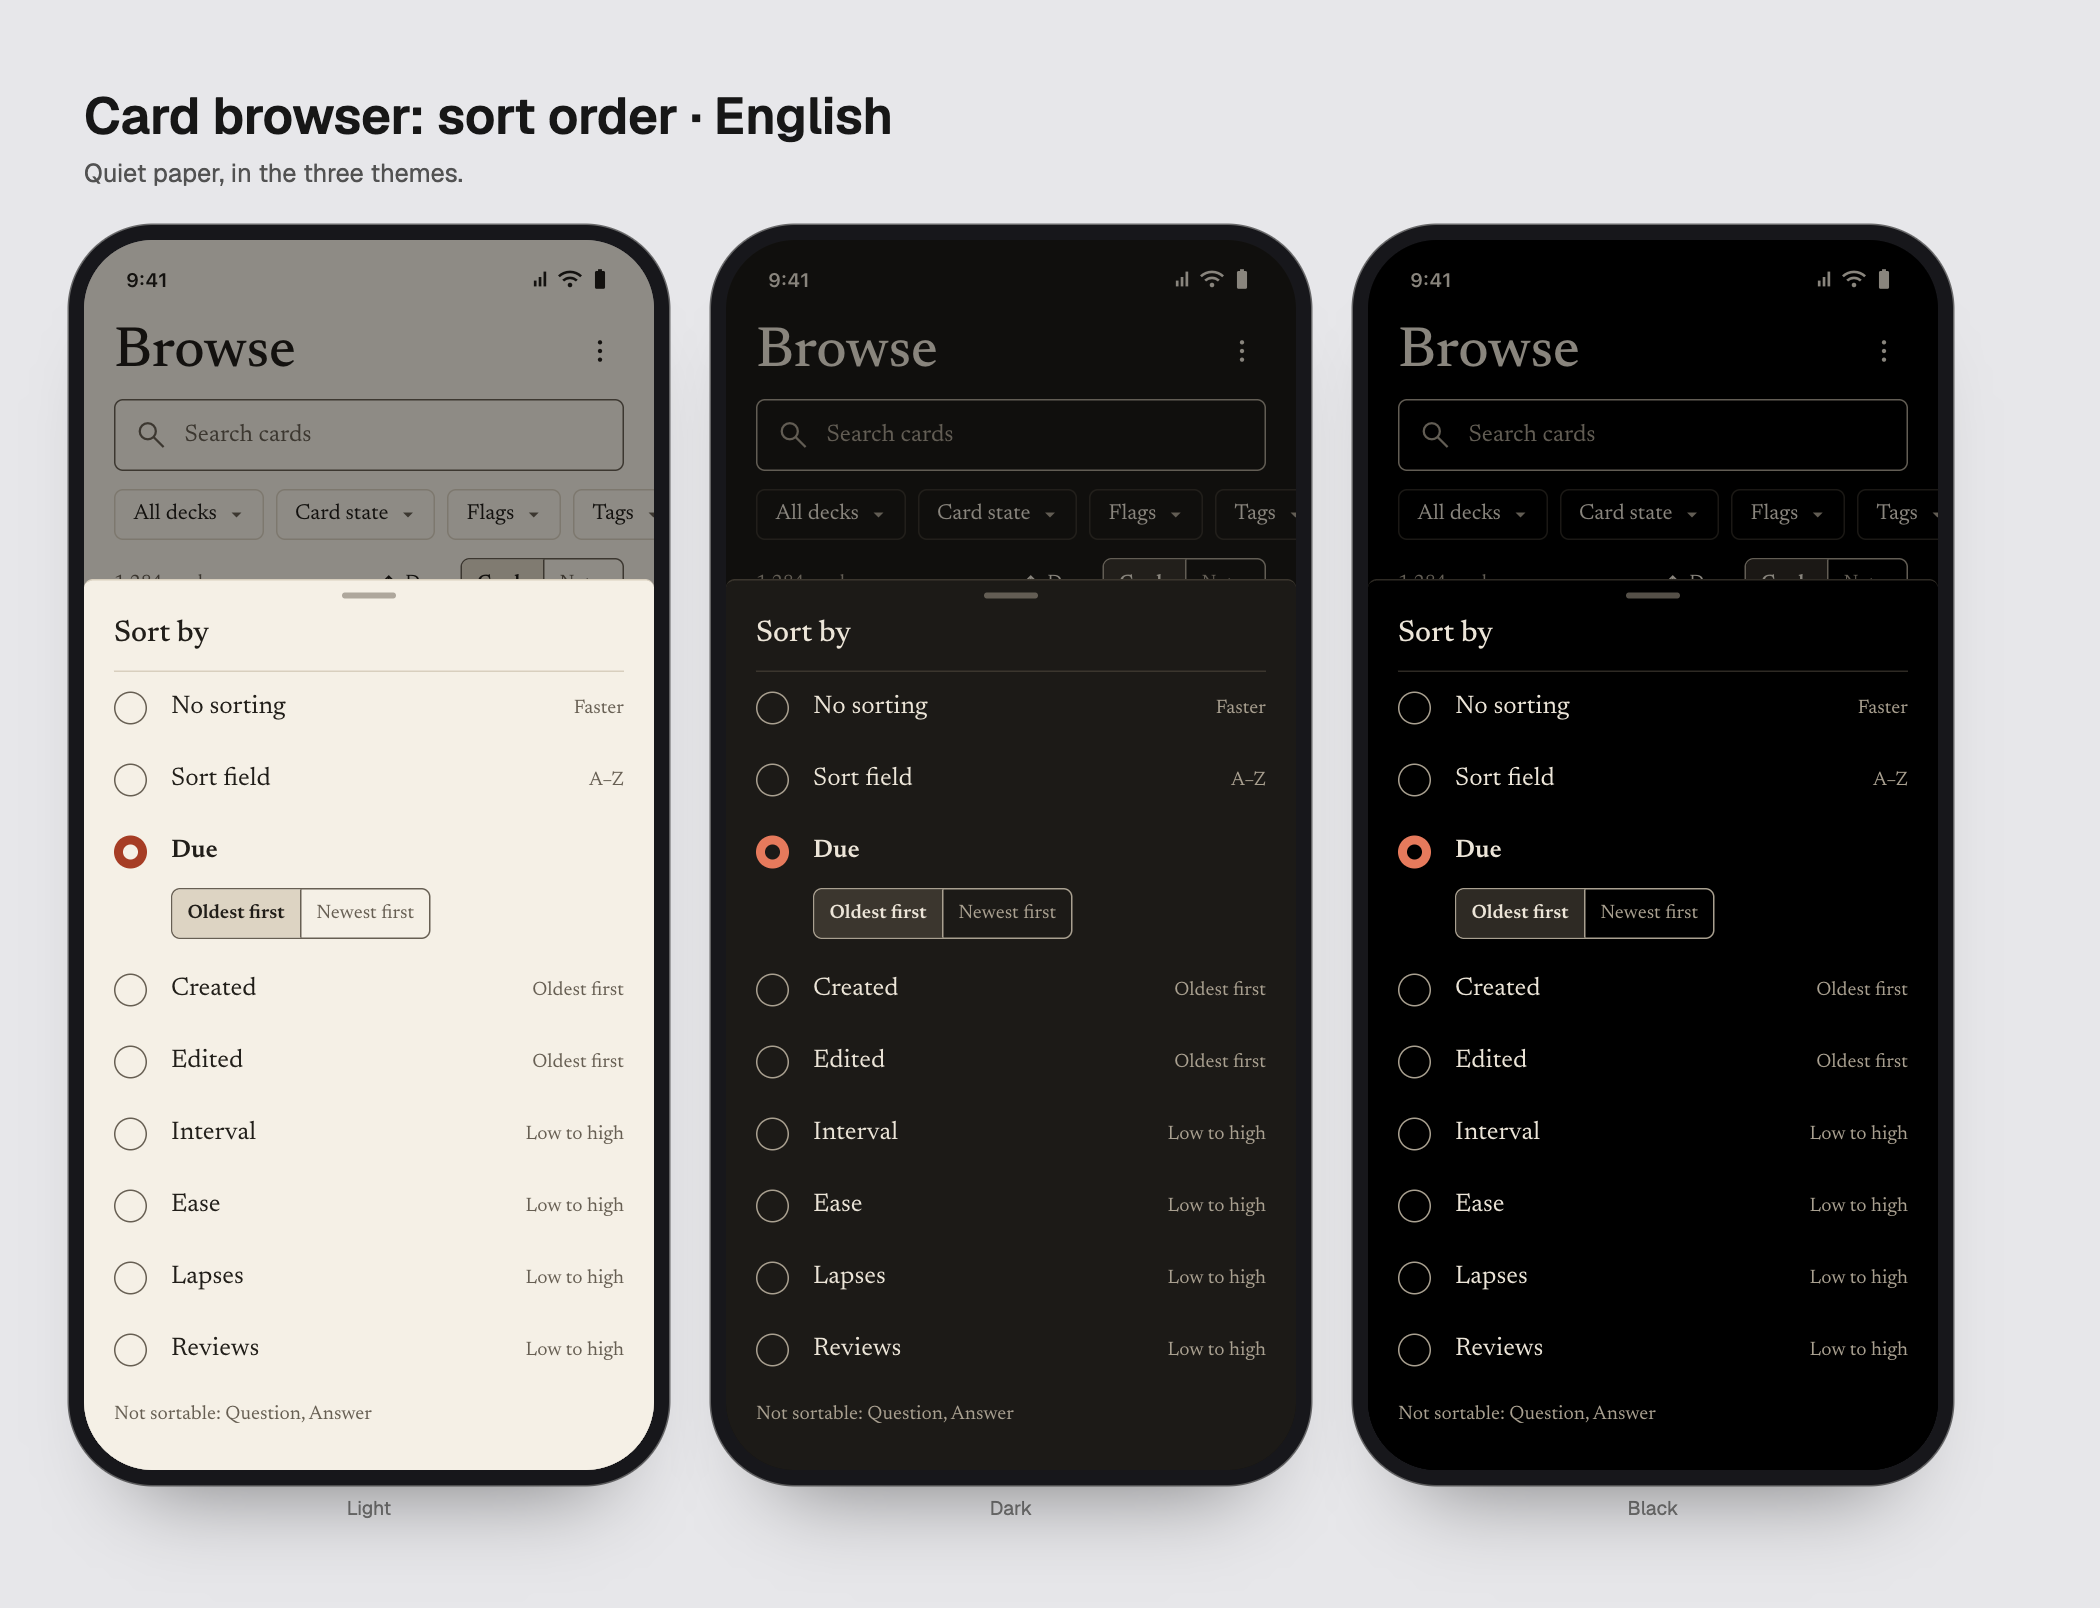 Card browser: sort order · English
Quiet paper, in the three themes.
9:41
Browse
Search cards
All decks
Card state
Flags
Tags
Sort by
No sorting
Faster
Sort field
A–Z
Due
Oldest first
Newest first
Created
Oldest first
Edited
Oldest first
Interval
Low to high
Ease
Low to high
Lapses
Low to high
Reviews
Low to high
Not sortable: Question, Answer
Light
9:41
Browse
Search cards
All decks
Card state
Flags
Tags
Sort by
No sorting
Faster
Sort field
A–Z
Due
Oldest first
Newest first
Created
Oldest first
Edited
Oldest first
Interval
Low to high
Ease
Low to high
Lapses
Low to high
Reviews
Low to high
Not sortable: Question, Answer
Dark
9:41
Browse
Search cards
All decks
Card state
Flags
Tags
Sort by
No sorting
Faster
Sort field
A–Z
Due
Oldest first
Newest first
Created
Oldest first
Edited
Oldest first
Interval
Low to high
Ease
Low to high
Lapses
Low to high
Reviews
Low to high
Not sortable: Question, Answer
Black